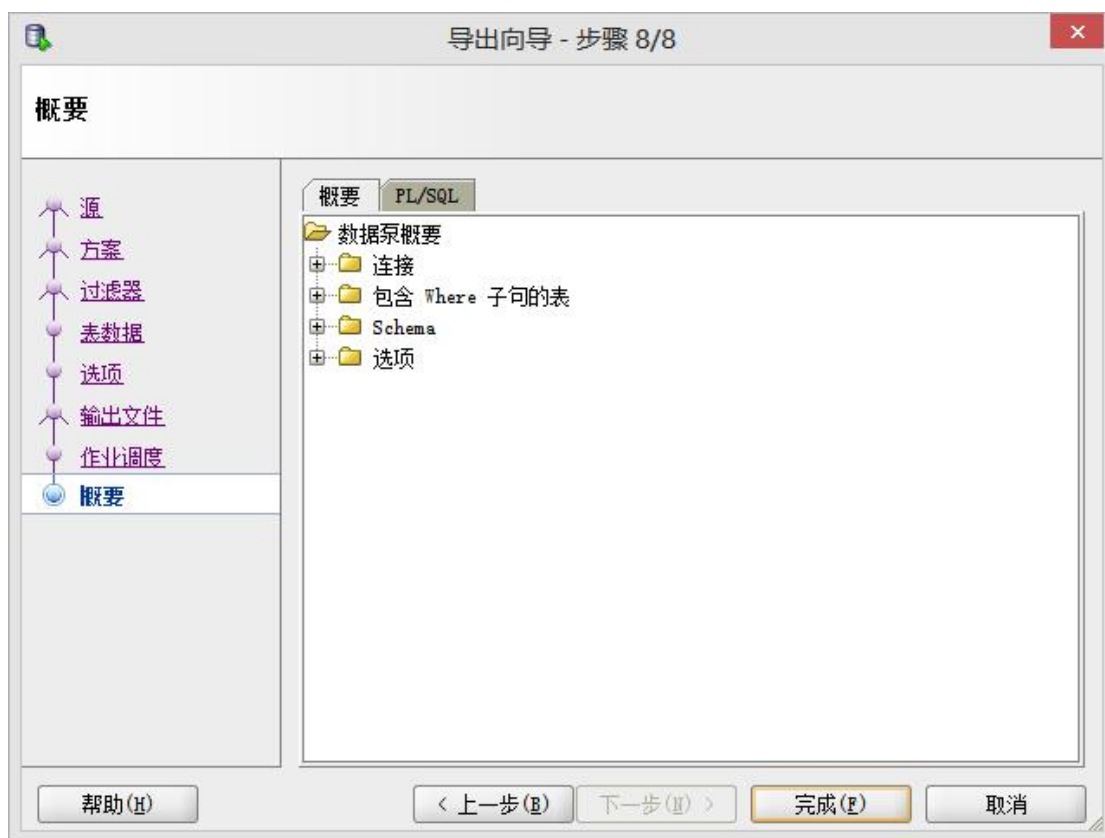 导出向导 - 步骤 8/8
概要
源
方案
过滤器
表数据
选项
输出文件
作业调度
概要
概要 PL/SQL
数据泵概要
连接
包含 Where 子句的表
Schema
选项
帮助(H) < 上一步(B) 下一步(N) > 完成(F) 取消